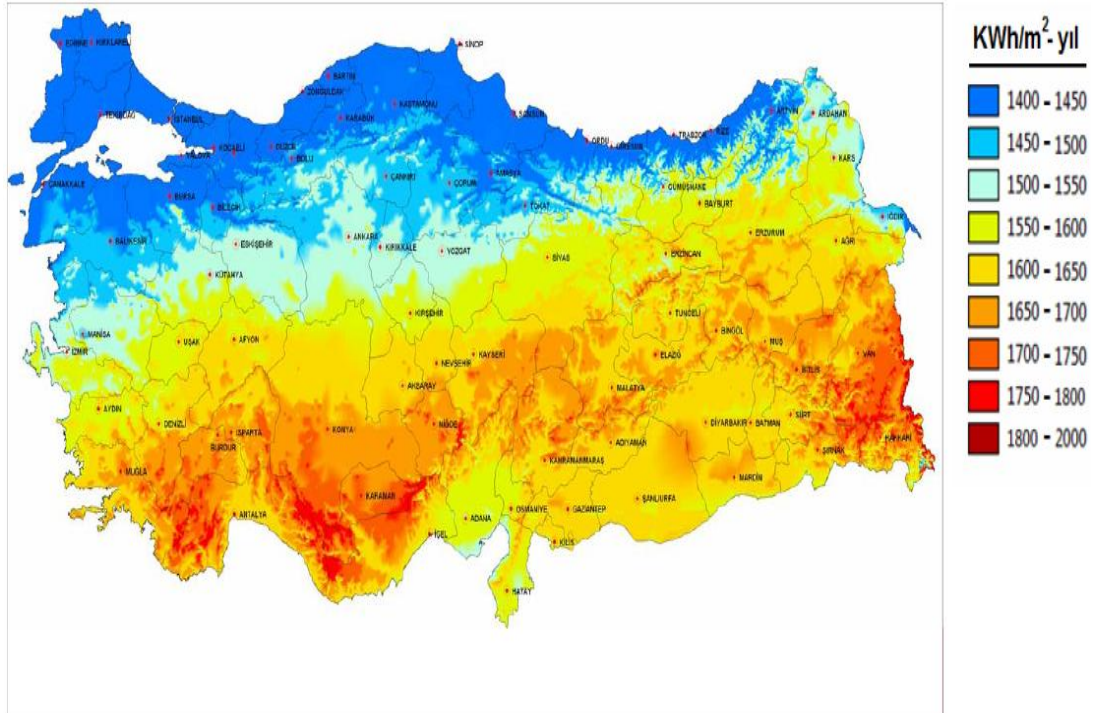 KWh/m²- yıl
1400 - 1450
1450 - 1500
1500 - 1550
1550 - 1600
1600 - 1650
1650 - 1700
1700 - 1750
1750 - 1800
1800 - 2000
EDİRNE
KIRKLARELİ
SİNOP
BARTIN
ZONGULDAK
KASTAMONU
TEKİRDAĞ
İSTANBUL
KARABÜK
SAMSUN
ARTVİN
ARDAHAN
KOCAELİ
DÜZCE
ORDU
GİRESUN
TRABZON
RİZE
YALOVA
BOLU
KARS
ÇANKIRI
ÇORUM
AMASYA
ÇANAKKALE
GÜMÜŞHANE
BURSA
BİLECİK
TOKAT
BAYBURT
IĞDIR
BALIKESİR
ESKİŞEHİR
ANKARA
KIRIKKALE
YOZGAT
SİVAS
ERZİNCAN
ERZURUM
AĞRI
KÜTAHYA
KIRŞEHİR
TUNCELİ
MANİSA
UŞAK
AFYON
BİNGÖL
MUŞ
İZMİR
NEVŞEHİR
KAYSERİ
ELAZIĞ
VAN
BİTLİS
AKSARAY
MALATYA
AYDIN
DENİZLİ
ISPARTA
BURDUR
KONYA
NİĞDE
ADIYAMAN
DİYARBAKIR
BATMAN
SİİRT
HAKKARİ
ŞIRNAK
MUĞLA
KAHRAMANMARAŞ
MARDİN
KARAMAN
ŞANLIURFA
ANTALYA
ADANA
OSMANİYE
GAZİANTEP
İÇEL
KİLİS
HATAY